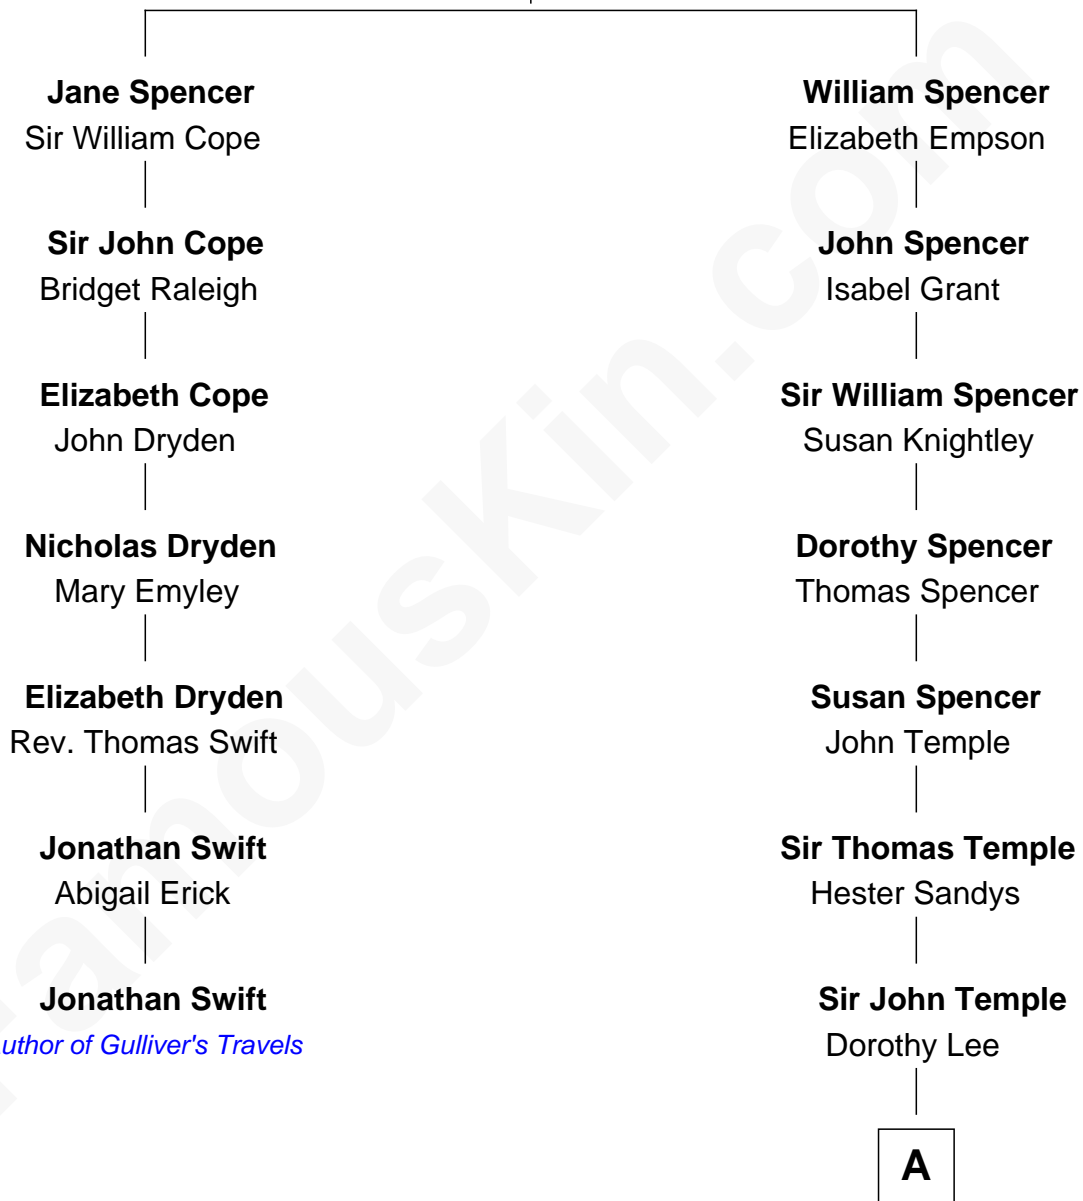 Jane Spencer
Sir William Cope
Sir John Cope
Bridget Raleigh
Elizabeth Cope
John Dryden
Nicholas Dryden
Mary Emyley
Elizabeth Dryden
Rev. Thomas Swift
Jonathan Swift
Abigail Erick
Jonathan Swift
uthor of Gulliver's Travels
William Spencer
Elizabeth Empson
John Spencer
Isabel Grant
Sir William Spencer
Susan Knightley
Dorothy Spencer
Thomas Spencer
Susan Spencer
John Temple
Sir Thomas Temple
Hester Sandys
Sir John Temple
Dorothy Lee
A
FamousKin.com